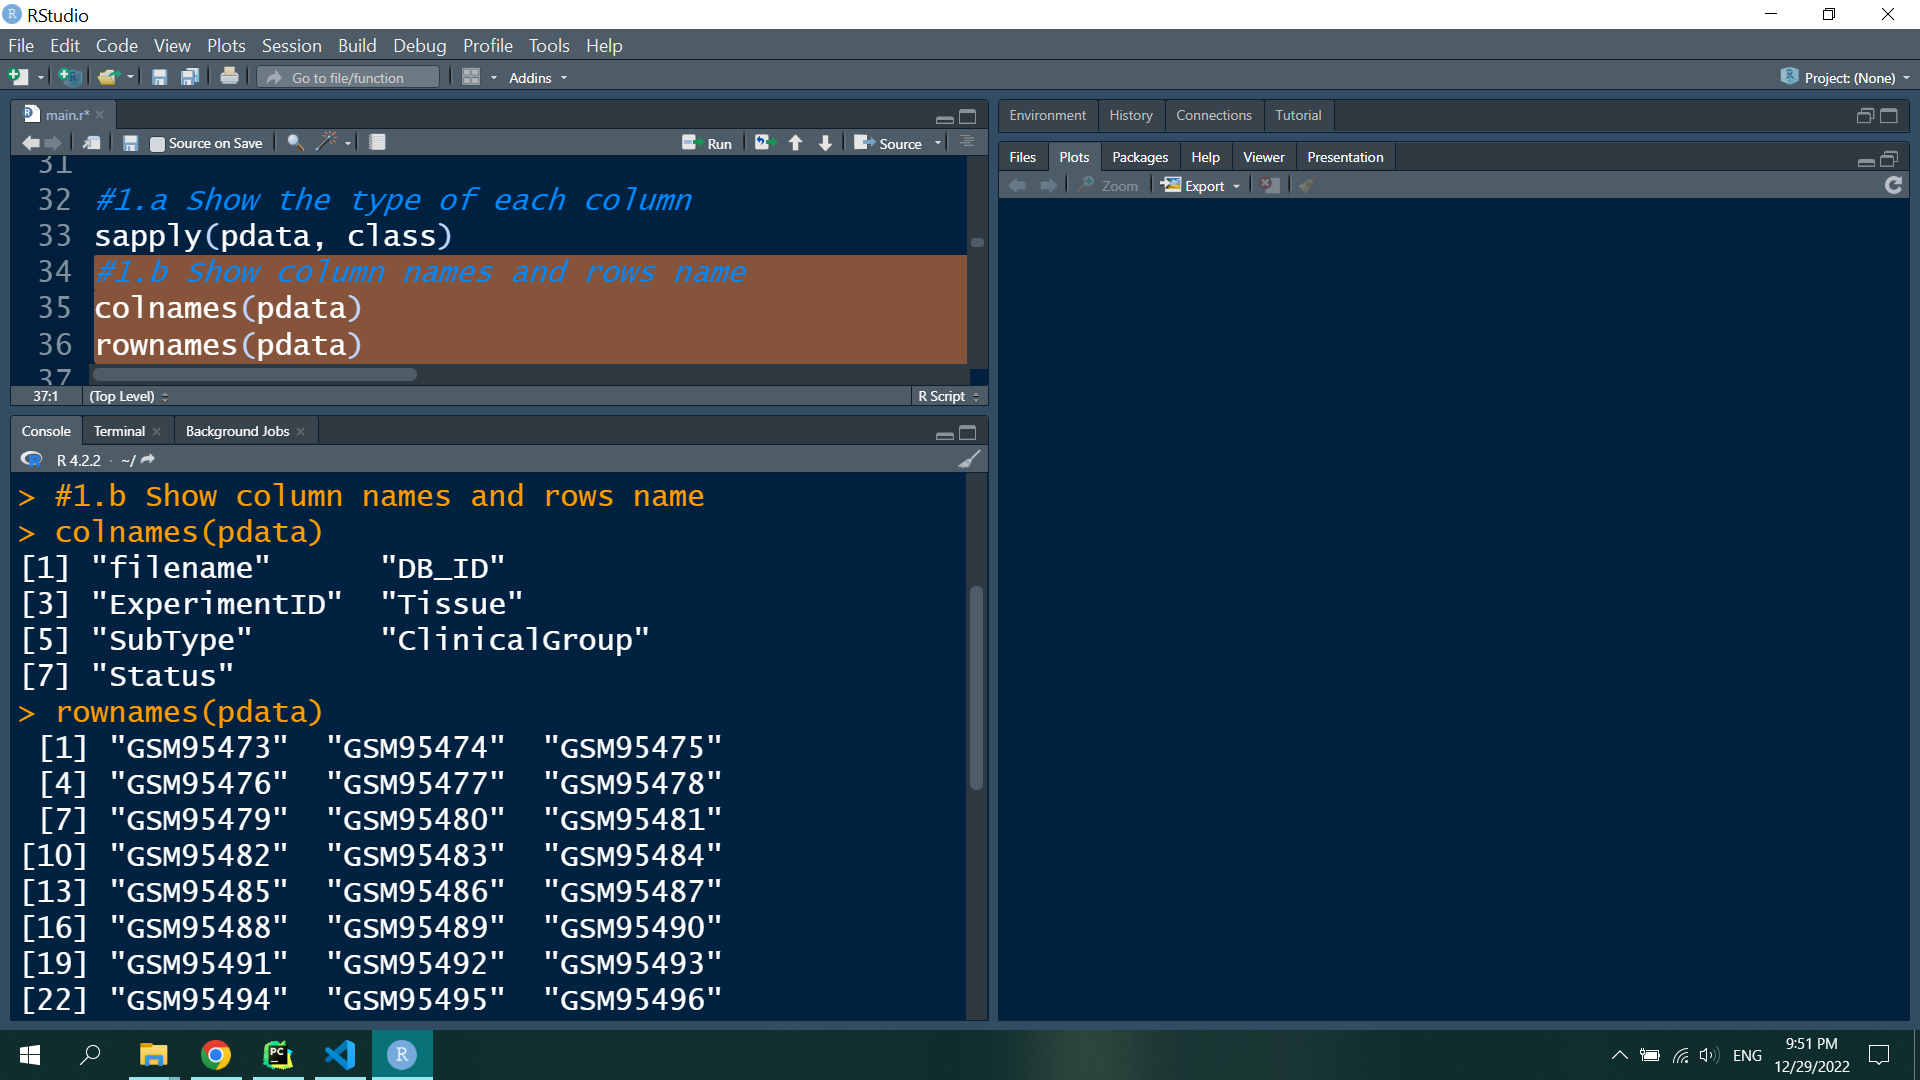 RStudio
File Edit Code View Plots Session Build Debug Profile Tools Help
Go to file/function Addins Project: (None)
main.r*
Source on Save Run Source
31
32 #1.a Show the type of each column
33 sapply(pdata, class)
34 #1.b Show column names and rows name
35 colnames(pdata)
36 rownames(pdata)
37
37:1 (Top Level) R Script
Console Terminal Background Jobs
R 4.2.2 · ~/
> #1.b Show column names and rows name
> colnames(pdata)
[1] "filename" "DB_ID"
[3] "ExperimentID" "Tissue"
[5] "SubType" "ClinicalGroup"
[7] "Status"
> rownames(pdata)
[1] "GSM95473" "GSM95474" "GSM95475"
[4] "GSM95476" "GSM95477" "GSM95478"
[7] "GSM95479" "GSM95480" "GSM95481"
[10] "GSM95482" "GSM95483" "GSM95484"
[13] "GSM95485" "GSM95486" "GSM95487"
[16] "GSM95488" "GSM95489" "GSM95490"
[19] "GSM95491" "GSM95492" "GSM95493"
[22] "GSM95494" "GSM95495" "GSM95496"
Environment History Connections Tutorial
Files Plots Packages Help Viewer Presentation
Zoom Export
PC
R
ENG
9:51 PM
12/29/2022